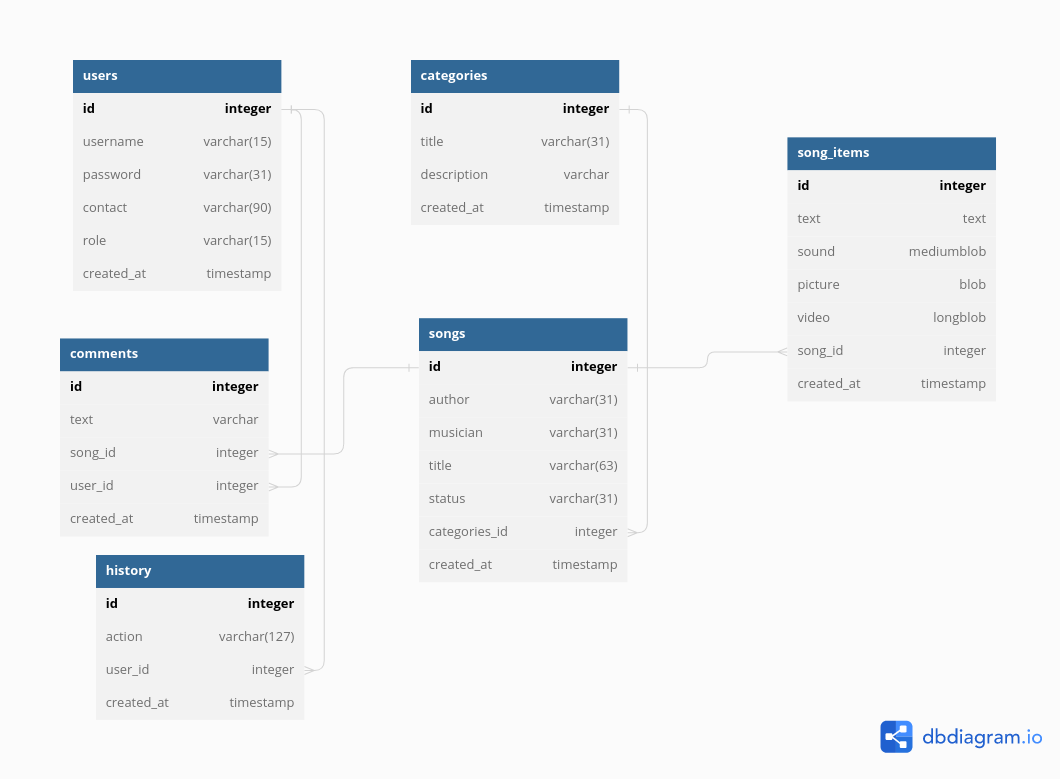 users
id integer
username varchar(15)
password varchar(31)
contact varchar(90)
role varchar(15)
created_at timestamp
categories
id integer
title varchar(31)
description varchar
created_at timestamp
song_items
id integer
text text
sound mediumblob
picture blob
video longblob
song_id integer
created_at timestamp
comments
id integer
text varchar
song_id integer
user_id integer
created_at timestamp
songs
id integer
author varchar(31)
musician varchar(31)
title varchar(63)
status varchar(31)
categories_id integer
created_at timestamp
history
id integer
action varchar(127)
user_id integer
created_at timestamp
dbdiagram.io